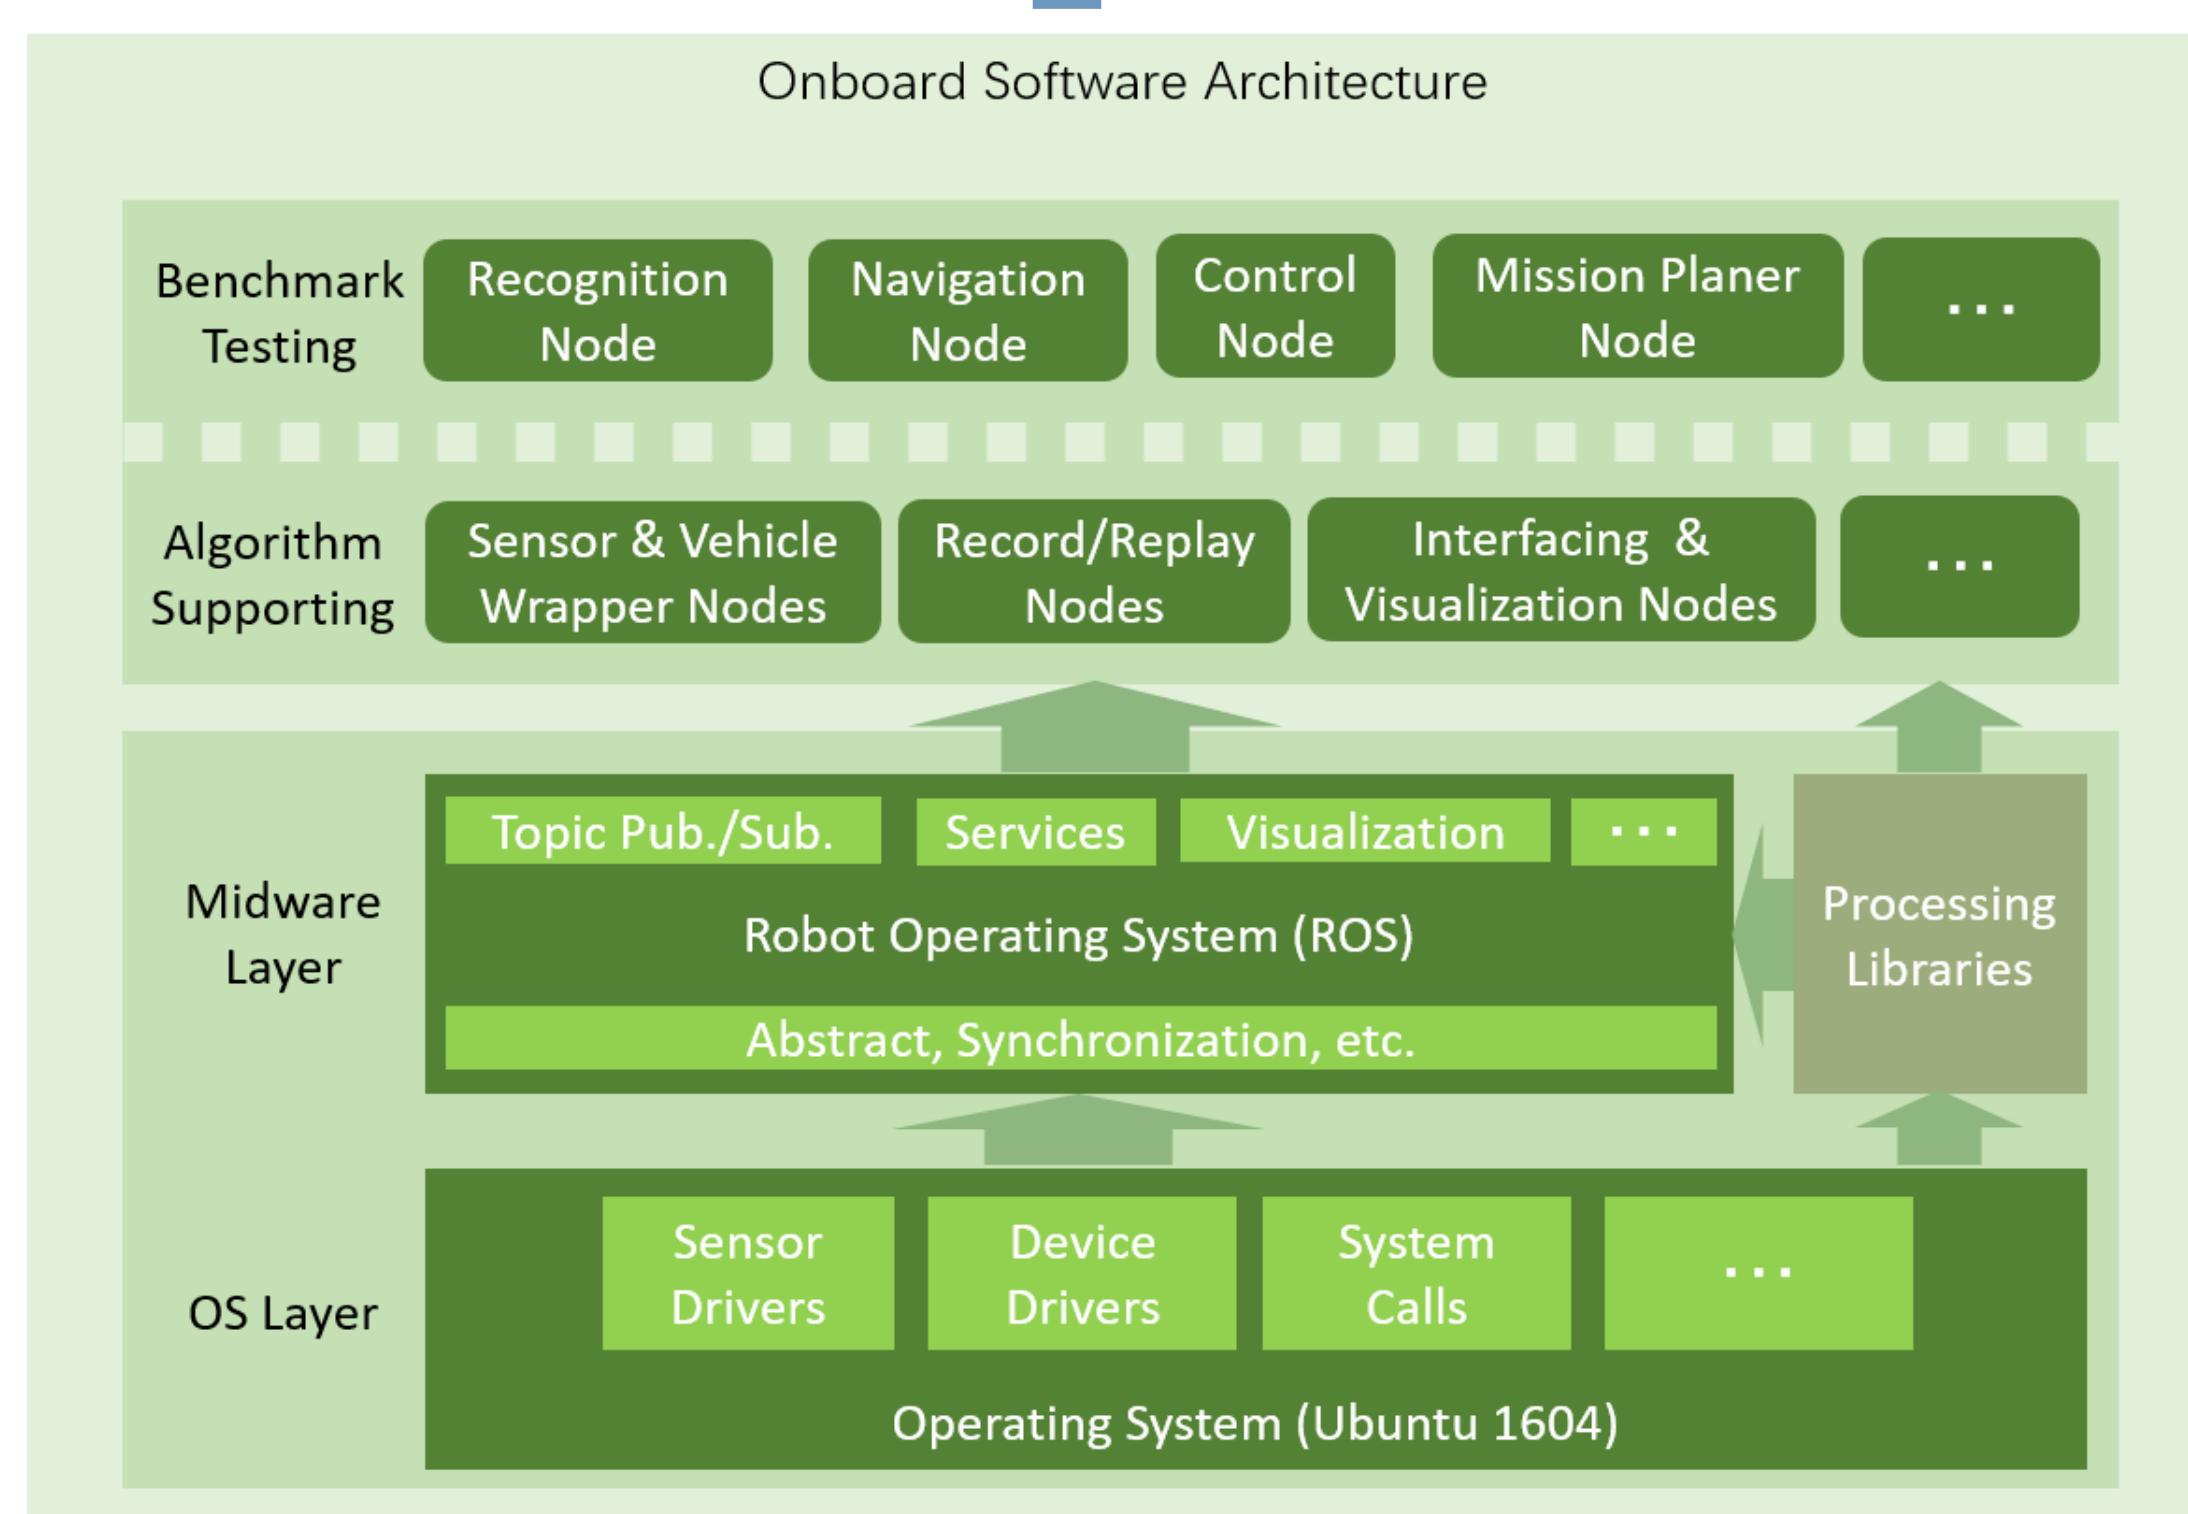 Onboard Software Architecture
Benchmark
Testing
Recognition
Node
Navigation
Node
Control
Node
Mission Planer
Node
...
Algorithm
Supporting
Sensor & Vehicle
Wrapper Nodes
Record/Replay
Nodes
Interfacing &
Visualization Nodes
...
Midware
Layer
Topic Pub./Sub.
Services
Visualization
...
Robot Operating System (ROS)
Abstract, Synchronization, etc.
Processing
Libraries
OS Layer
Sensor
Drivers
Device
Drivers
System
Calls
...
Operating System (Ubuntu 1604)